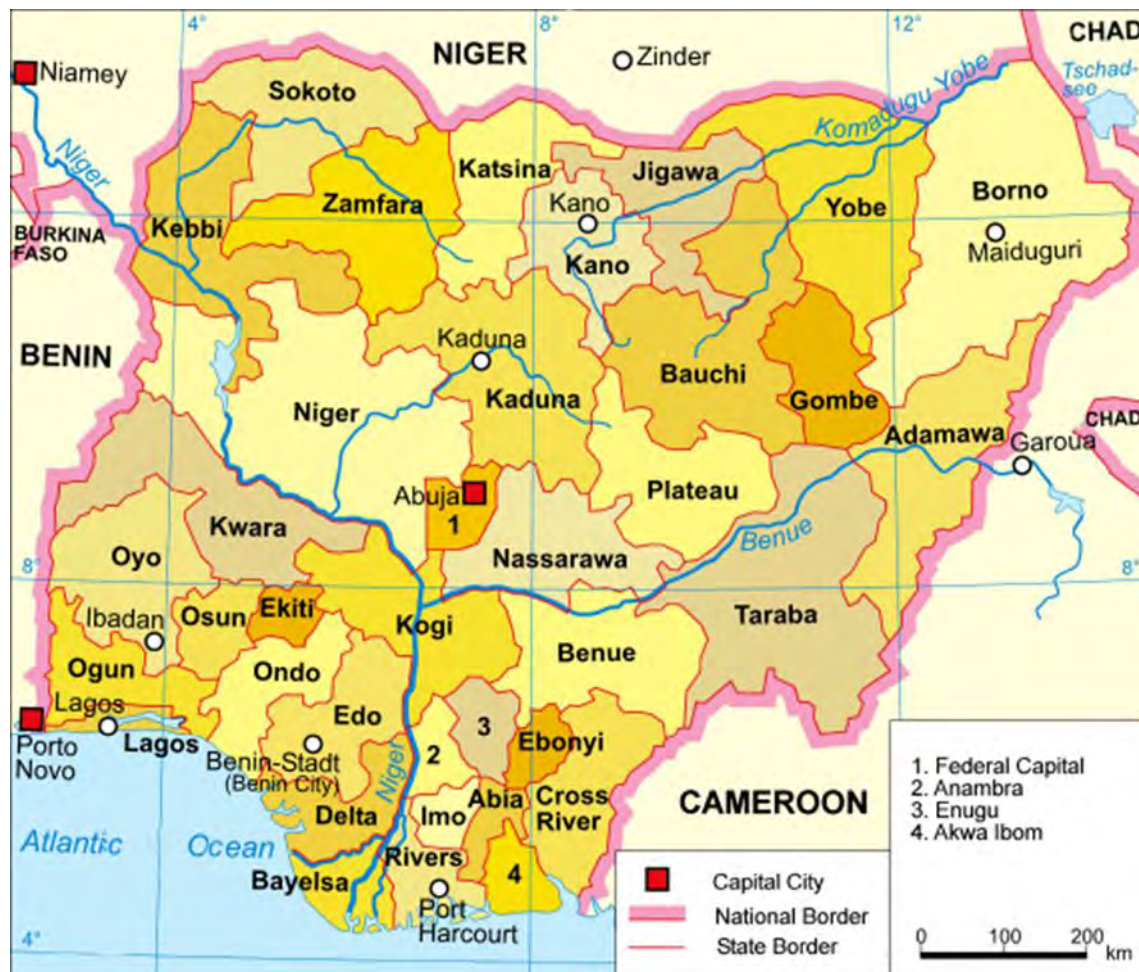 4°
8°
12°
CHAD
NIGER
Zinder
Niamey
Tschad-
seo
Sokoto
Komadugu Yobe
Niger
Katsina
Jigawa
Borno
Zamfara
Kano
Yobe
Kebbi
BURKINA
FASO
Maiduguri
Kano
Kaduna
BENIN
Bauchi
Niger
Kaduna
Gombe
CHAD
Adamawa
Garoua
Abuja
Plateau
1
Kwara
Benue
Nassarawa
Oyo
8°
8°
Ekiti
Osun
Ibadan
Kogi
Taraba
Benue
Ogun
Ondo
Lagos
Edo
3
Porto
Novo
Lagos
2
Ebonyi
Benin-Stadt
(Benin City)
Niger
Abia
Cross
River
CAMEROON
Delta
Imo
Atlantic
Ocean
Rivers
4
Bayelsa
Port
Harcourt
4°
1. Federal Capital
2. Anambra
3. Enugu
4. Akwa Ibom
Capital City
National Border
State Border
0 100 200
km